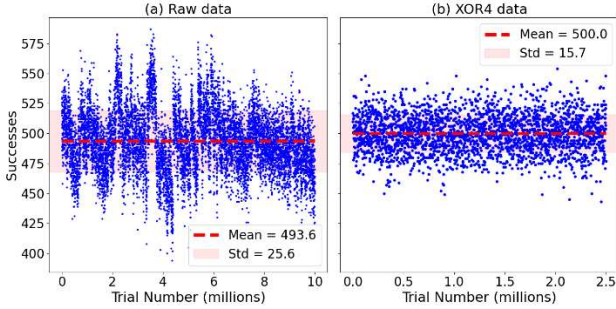 (a) Raw data
Successes
575
550
525
500
475
450
425
400
Mean = 493.6
Std = 25.6
0 2 4 6 8 10
Trial Number (millions)
(b) XOR4 data
Mean = 500.0
Std = 15.7
0.0 0.5 1.0 1.5 2.0 2.5
Trial Number (millions)